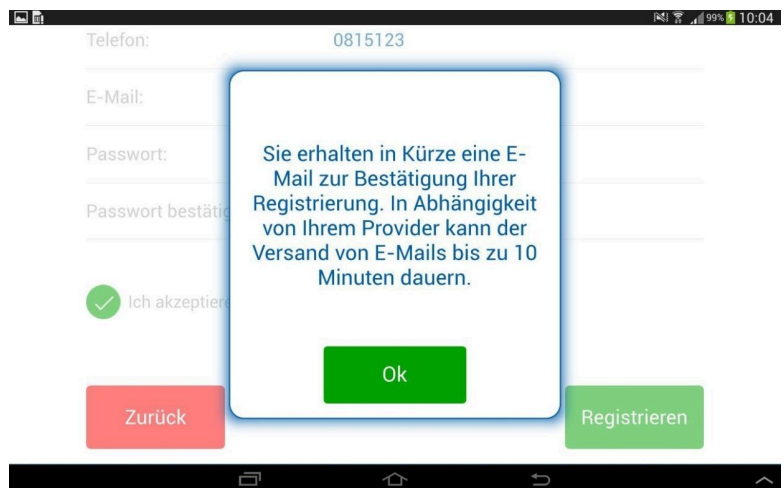 99% 10:04
Telefon: 0815123
E-Mail:
Passwort:
Passwort bestätig
Ich akzeptiere
Sie erhalten in Kürze eine E-
Mail zur Bestätigung Ihrer
Registrierung. In Abhängigkeit
von Ihrem Provider kann der
Versand von E-Mails bis zu 10
Minuten dauern.
Ok
Zurück
Registrieren